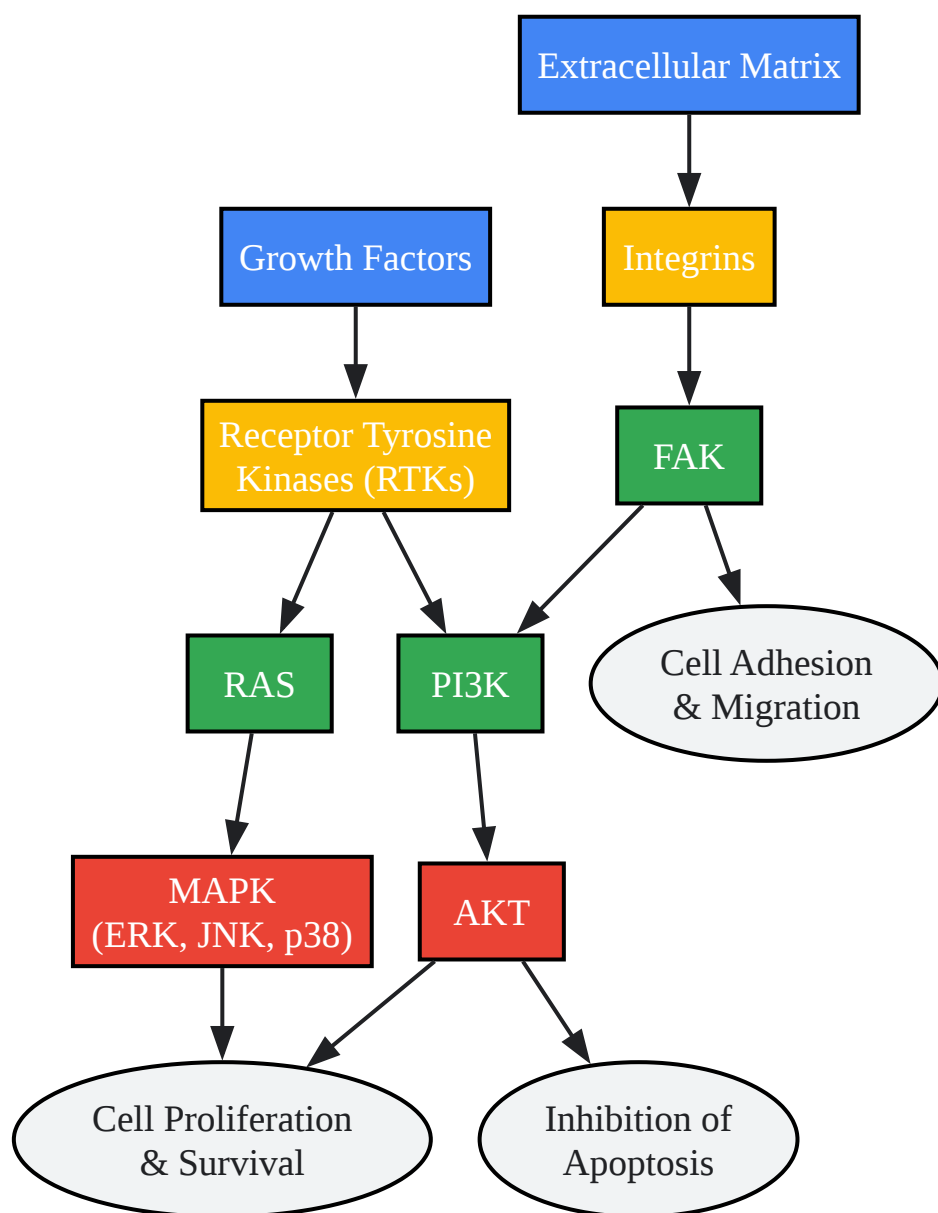 Extracellular Matrix
Growth Factors
Integrins
Receptor Tyrosine
Kinases (RTKs)
FAK
RAS
PI3K
Cell Adhesion
& Migration
MAPK
(ERK, JNK, p38)
AKT
Cell Proliferation
& Survival
Inhibition of
Apoptosis